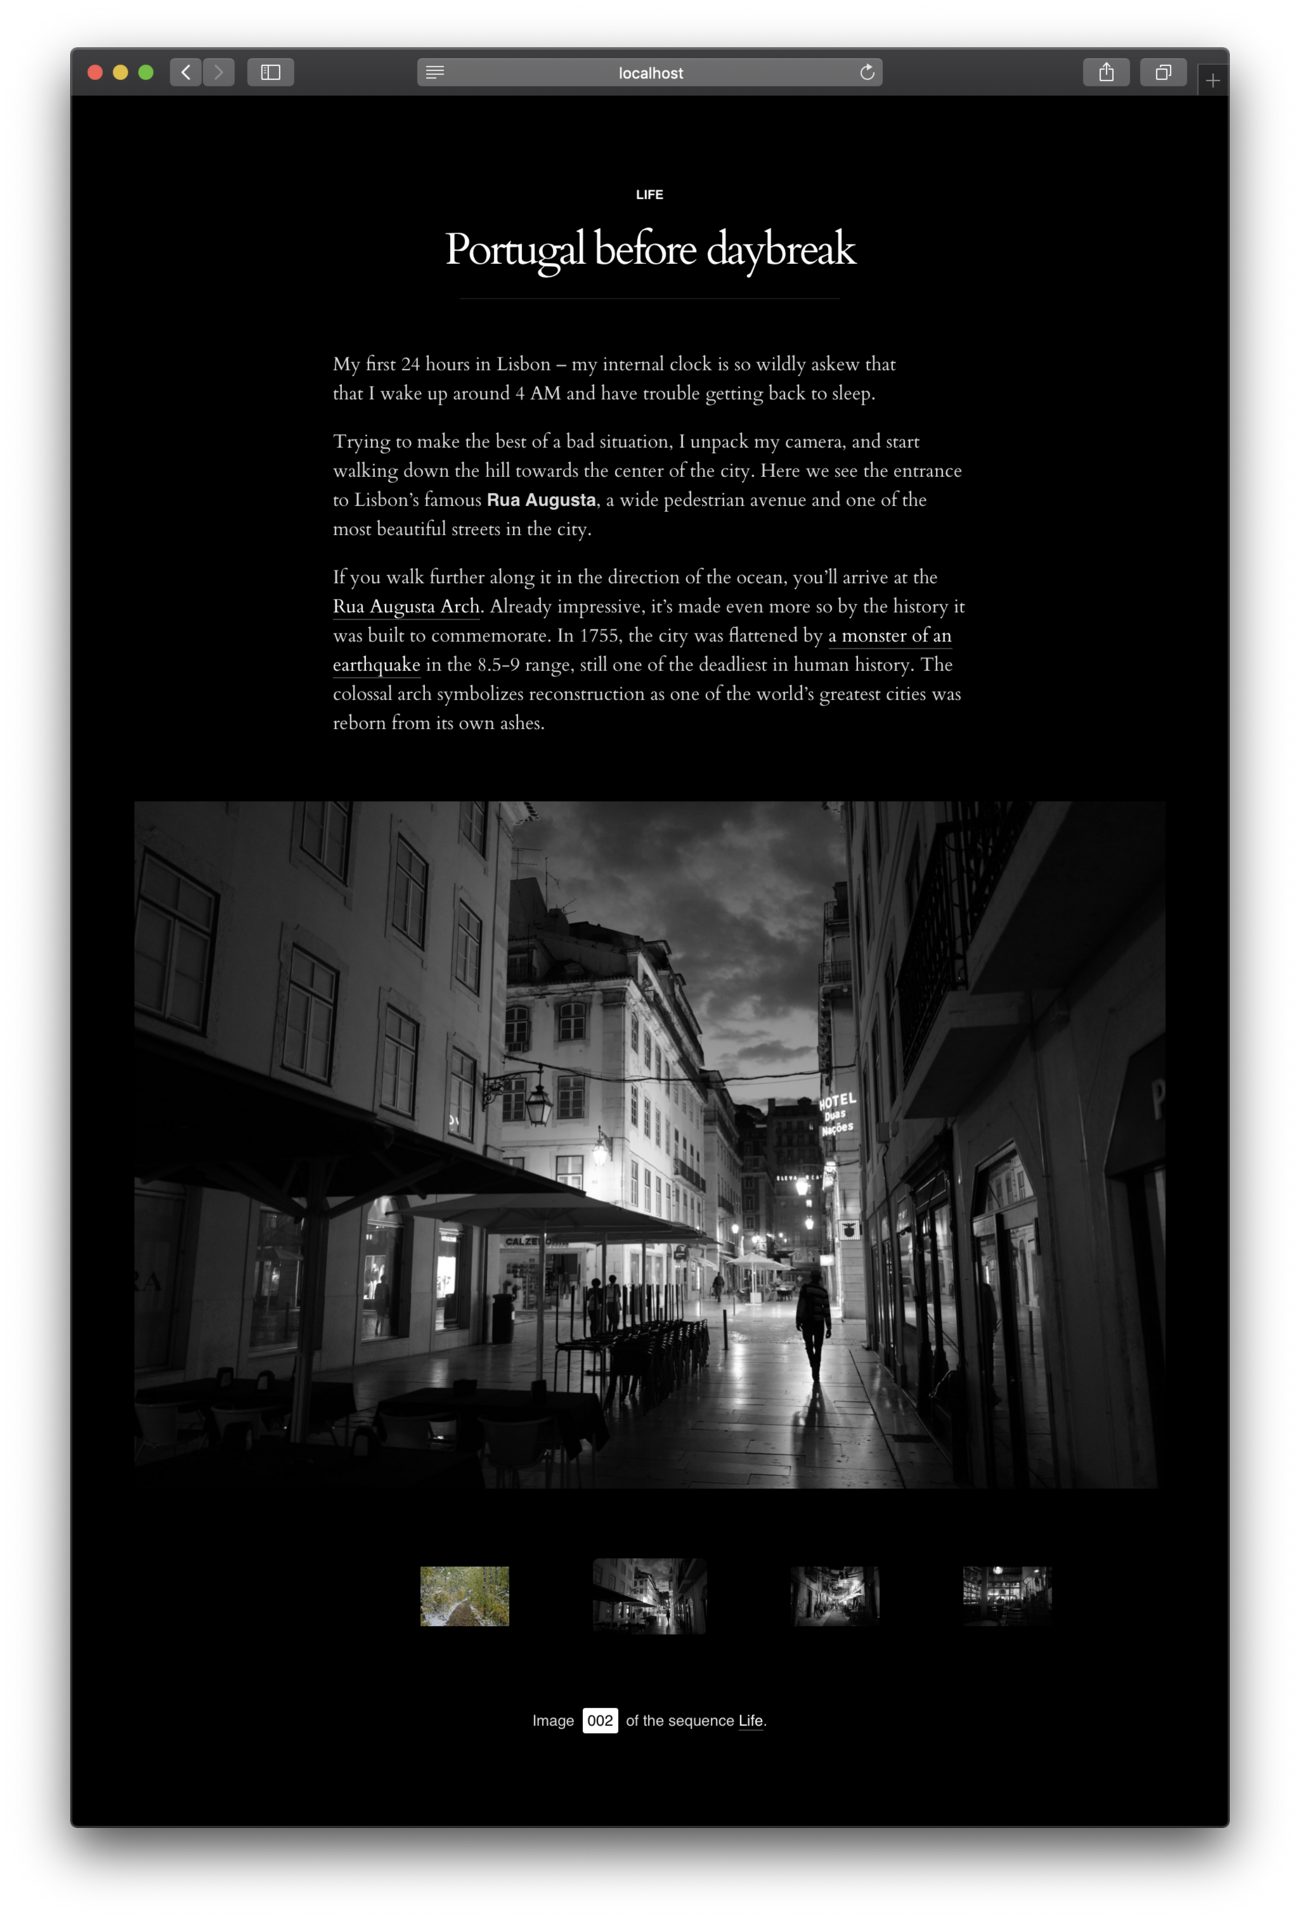 localhost
LIFE
Portugal before daybreak
My first 24 hours in Lisbon – my internal clock is so wildly askew that
that I wake up around 4 AM and have trouble getting back to sleep.
Trying to make the best of a bad situation, I unpack my camera, and start
walking down the hill towards the center of the city. Here we see the entrance
to Lisbon’s famous Rua Augusta, a wide pedestrian avenue and one of the
most beautiful streets in the city.
If you walk further along it in the direction of the ocean, you’ll arrive at the
Rua Augusta Arch. Already impressive, it’s made even more so by the history it
was built to commemorate. In 1755, the city was flattened by a monster of an
earthquake in the 8.5-9 range, still one of the deadliest in human history. The
colossal arch symbolizes reconstruction as one of the world’s greatest cities was
reborn from its own ashes.
HOTEL
Duas
Nações
Image 002 of the sequence Life.